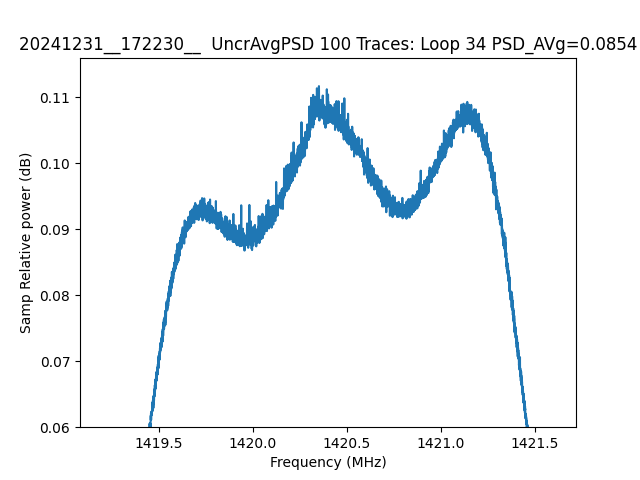 20241231__172230__  UncrAvgPSD 100 Traces: Loop 34 PSD_AVg=0.0854
0.11
0.10
0.09
0.08
0.07
0.06
Samp Relative power (dB)
1419.5 1420.0 1420.5 1421.0 1421.5
Frequency (MHz)